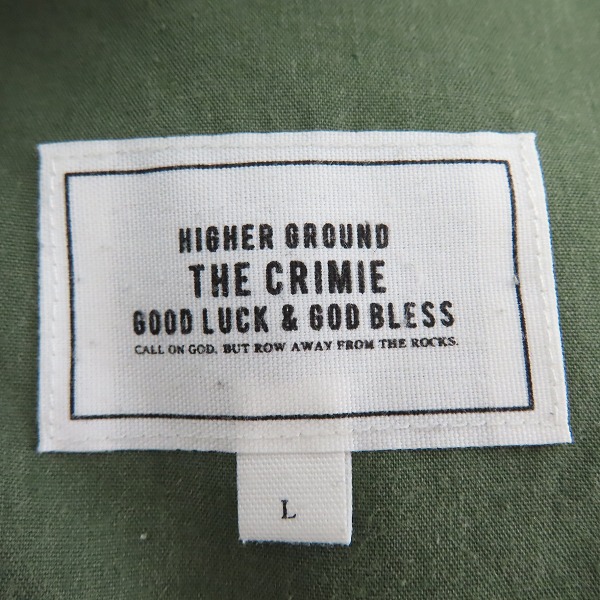 HIGHER GROUND
THE CRIMIE
GOOD LUCK & GOD BLESS
CALL ON GOD, BUT ROW AWAY FROM THE ROCKS.
L